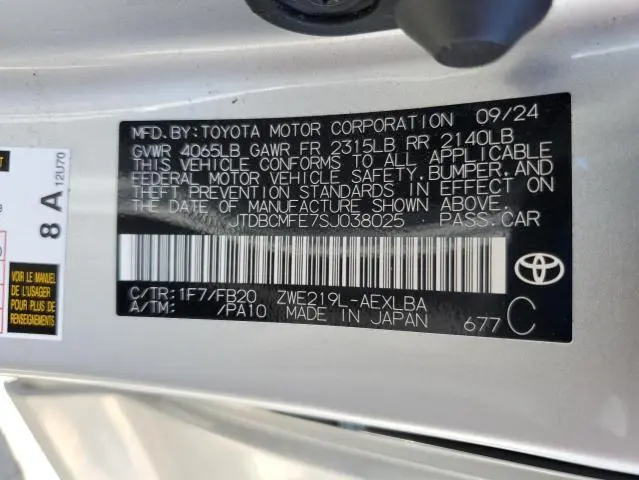 MFD. BY: TOYOTA MOTOR CORPORATION 09/24
GVWR 4065LB GAWR FR 2315LB RR 2140LB
THIS VEHICLE CONFORMS TO ALL APPLICABLE
FEDERAL MOTOR VEHICLE SAFETY, BUMPER, AND
THEFT PREVENTION STANDARDS IN EFFECT ON
THE DATE OF MANUFACTURE SHOWN ABOVE.
JTDBCMFE7SJ038025 PASS. CAR
C/TR: 1F7/FB20 ZWE219L-AEXLBA
A/TM: /PA10 MADE IN JAPAN
677 C
8 A
12U70
VOIR LE MANUEL
DE L'USAGER
POUR PLUS DE
RENSEIGNEMENTS